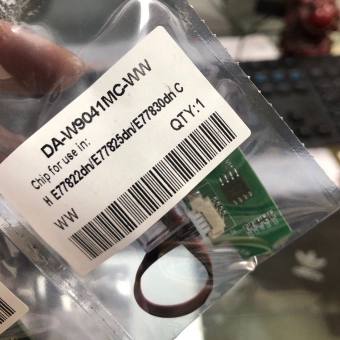 DA-W9041MC-WW
Chip for use in:
H E77822dn/E77825dn/E77830dn C
WW
QTY:1